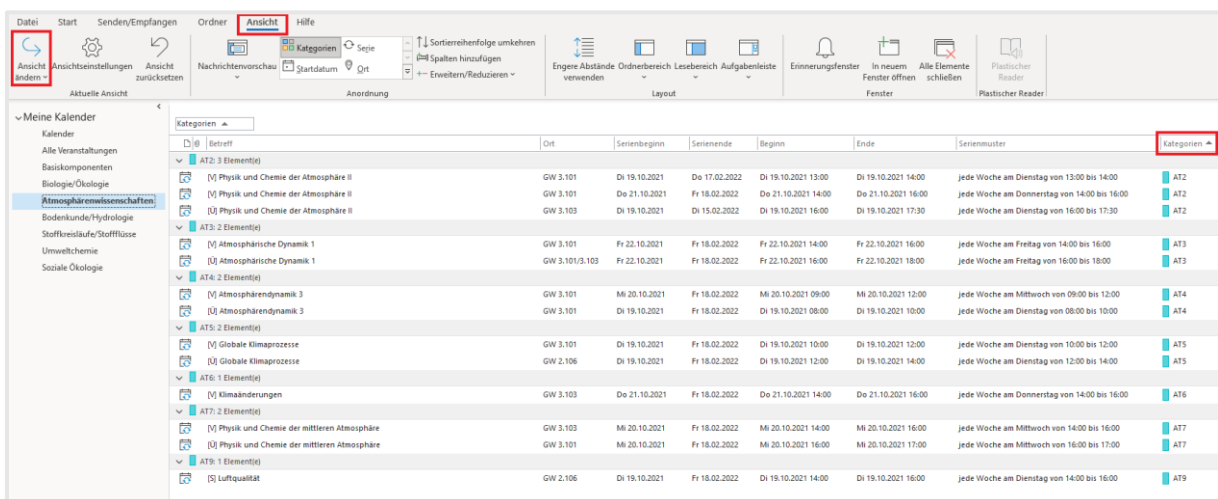 Datei Start Senden/Empfangen Ordner Ansicht Hilfe
Ansicht ändern
Ansichtseinstellungen
Ansicht zurücksetzen
Aktuelle Ansicht
Nachrichtenvorschau
Kategorien Serie
Startdatum Ort
Sortierreihenfolge umkehren
Spalten hinzufügen
Erweitern/Reduzieren
Anordnung
Engere Abstände verwenden
Ordnerbereich Lesebereich Aufgabenleiste
Layout
Erinnerungsfenster
In neuem Fenster öffnen
Alle Elemente schließen
Fenster
Plastischer Reader
Plastischer Reader
Meine Kalender
Kalender
Alle Veranstaltungen
Basiskomponenten
Biologie/Ökologie
Atmosphärenwissenschaften
Bodenkunde/Hydrologie
Stoffkreisläufe/Stoffflüsse
Umweltchemie
Soziale Ökologie
Kategorien
Betreff Ort Serienbeginn Serienende Beginn Ende Serienmuster Kategorien
AT2: 3 Element(e)
[V] Physik und Chemie der Atmosphäre II GW 3.101 Di 19.10.2021 Do 17.02.2022 Di 19.10.2021 13:00 Di 19.10.2021 14:00 jede Woche am Dienstag von 13:00 bis 14:00 AT2
[V] Physik und Chemie der Atmosphäre II GW 3.101 Do 21.10.2021 Fr 18.02.2022 Do 21.10.2021 14:00 Do 21.10.2021 16:00 jede Woche am Donnerstag von 14:00 bis 16:00 AT2
[Ü] Physik und Chemie der Atmosphäre II GW 3.103 Di 19.10.2021 Di 15.02.2022 Di 19.10.2021 16:00 Di 19.10.2021 17:30 jede Woche am Dienstag von 16:00 bis 17:30 AT2
AT3: 2 Element(e)
[V] Atmosphärische Dynamik 1 GW 3.101 Fr 22.10.2021 Fr 18.02.2022 Fr 22.10.2021 14:00 Fr 22.10.2021 16:00 jede Woche am Freitag von 14:00 bis 16:00 AT3
[Ü] Atmosphärische Dynamik 1 GW 3.101/3.103 Fr 22.10.2021 Fr 18.02.2022 Fr 22.10.2021 16:00 Fr 22.10.2021 18:00 jede Woche am Freitag von 16:00 bis 18:00 AT3
AT4: 2 Element(e)
[V] Atmosphärendynamik 3 GW 3.101 Mi 20.10.2021 Fr 18.02.2022 Mi 20.10.2021 09:00 Mi 20.10.2021 12:00 jede Woche am Mittwoch von 09:00 bis 12:00 AT4
[Ü] Atmosphärendynamik 3 GW 3.101 Di 19.10.2021 Fr 18.02.2022 Di 19.10.2021 08:00 Di 19.10.2021 10:00 jede Woche am Dienstag von 08:00 bis 10:00 AT4
AT5: 2 Element(e)
[V] Globale Klimaprozesse GW 3.101 Di 19.10.2021 Fr 18.02.2022 Di 19.10.2021 10:00 Di 19.10.2021 12:00 jede Woche am Dienstag von 10:00 bis 12:00 AT5
[Ü] Globale Klimaprozesse GW 2.106 Di 19.10.2021 Fr 18.02.2022 Di 19.10.2021 12:00 Di 19.10.2021 14:00 jede Woche am Dienstag von 12:00 bis 14:00 AT5
AT6: 1 Element(e)
[V] Klimaänderungen GW 3.103 Do 21.10.2021 Fr 18.02.2022 Do 21.10.2021 14:00 Do 21.10.2021 16:00 jede Woche am Donnerstag von 14:00 bis 16:00 AT6
AT7: 2 Element(e)
[V] Physik und Chemie der mittleren Atmosphäre GW 3.103 Mi 20.10.2021 Fr 18.02.2022 Mi 20.10.2021 14:00 Mi 20.10.2021 16:00 jede Woche am Mittwoch von 14:00 bis 16:00 AT7
[Ü] Physik und Chemie der mittleren Atmosphäre GW 3.101 Mi 20.10.2021 Fr 18.02.2022 Mi 20.10.2021 16:00 Mi 20.10.2021 17:00 jede Woche am Mittwoch von 16:00 bis 17:00 AT7
AT9: 1 Element(e)
[S] Luftqualität GW 2.106 Di 19.10.2021 Fr 18.02.2022 Di 19.10.2021 14:00 Di 19.10.2021 16:00 jede Woche am Dienstag von 14:00 bis 16:00 AT9